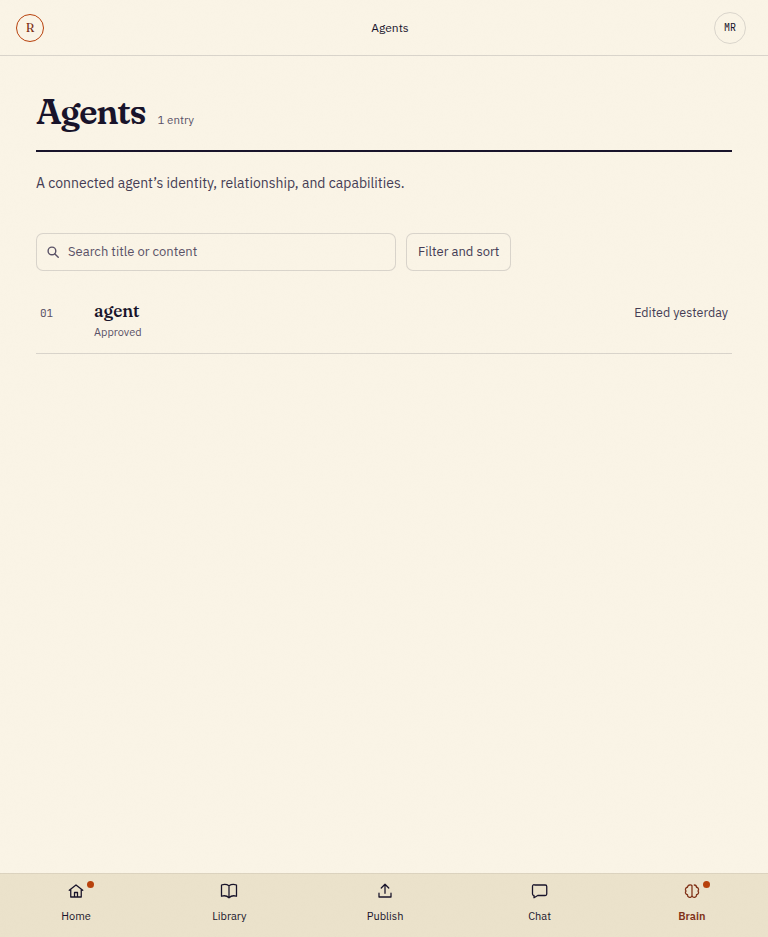 R
Agents
MR
Agents 1 entry
A connected agent’s identity, relationship, and capabilities.
Search title or content
Filter and sort
01 agent Edited yesterday
Approved
Home Library Publish Chat Brain